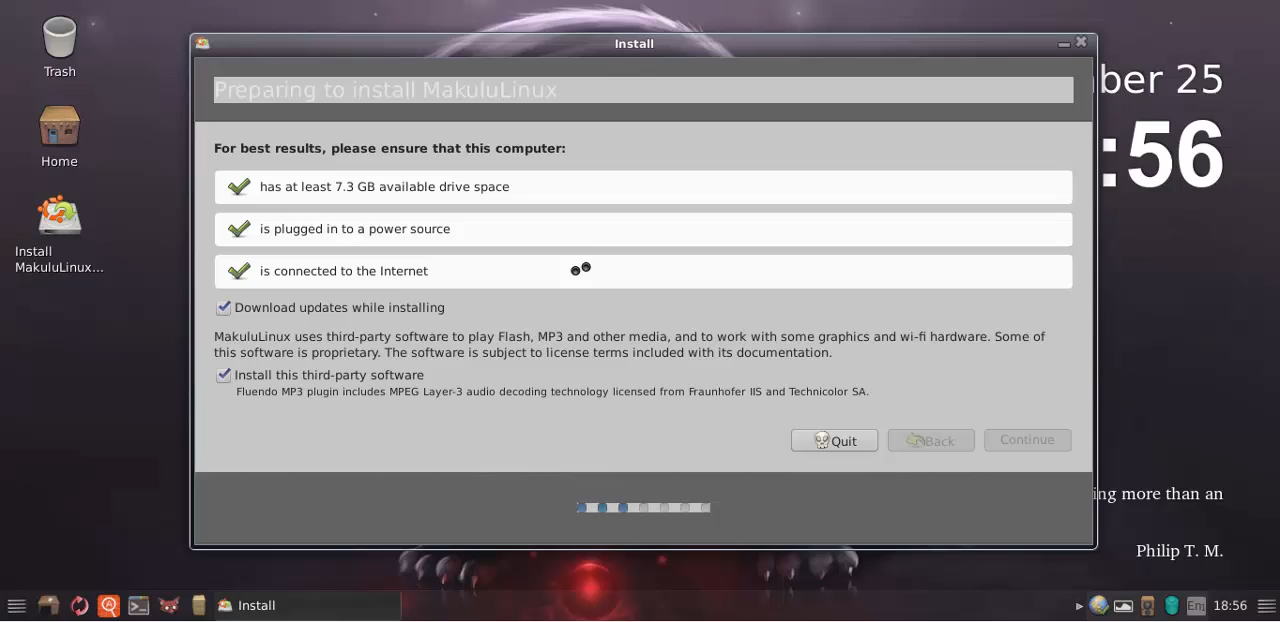 Trash
Home
Install
MakuluLinux...
Install
Preparing to install MakuluLinux
For best results, please ensure that this computer:
has at least 7.3 GB available drive space
is plugged in to a power source
is connected to the Internet
Download updates while installing
MakuluLinux uses third-party software to play Flash, MP3 and other media, and to work with some graphics and wi-fi hardware. Some of
this software is proprietary. The software is subject to license terms included with its documentation.
Install this third-party software
Fluendo MP3 plugin includes MPEG Layer-3 audio decoding technology licensed from Fraunhofer IIS and Technicolor SA.
Quit
Back
Continue
ber 25
:56
ing more than an
Philip T. M.
Install
En
18:56